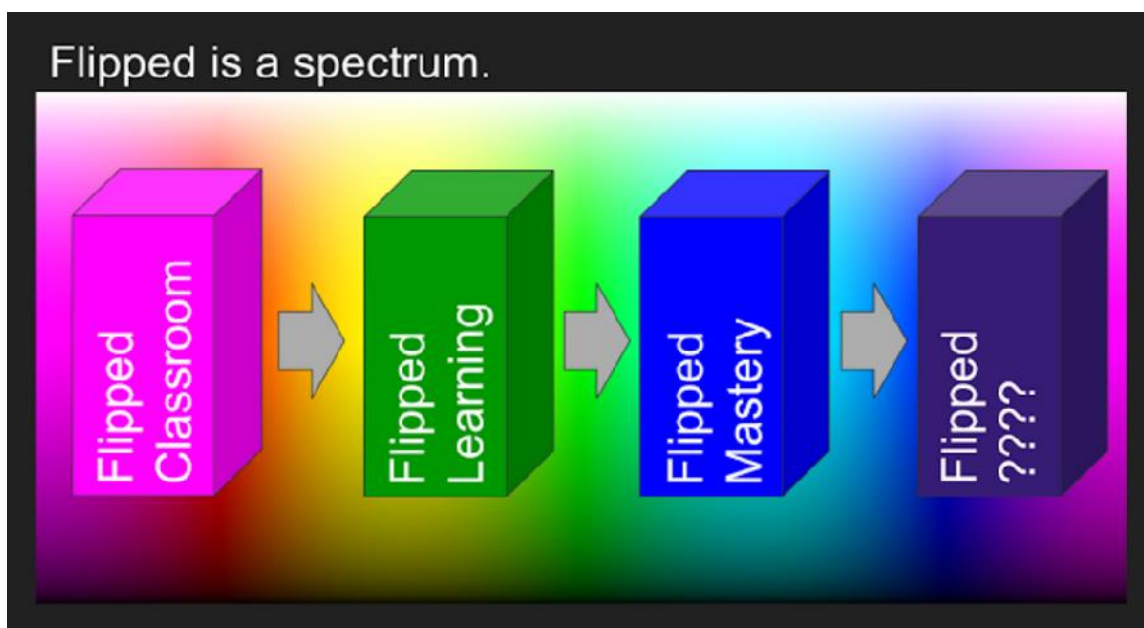 Flipped is a spectrum.
Flipped
Classroom
Flipped
Learning
Flipped
Mastery
Flipped
????